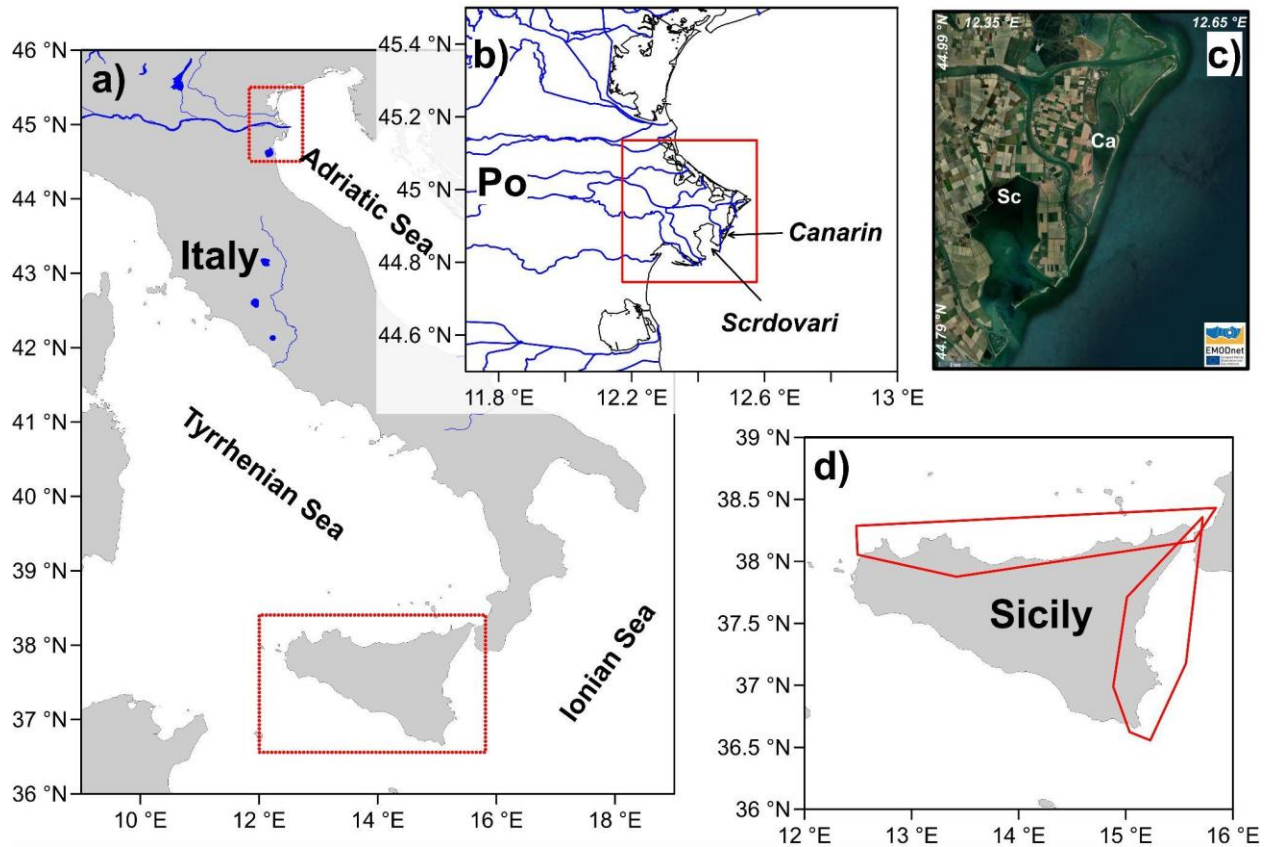 a)
46 °N
45 °N
44 °N
43 °N
42 °N
41 °N
40 °N
39 °N
38 °N
37 °N
36 °N
10 °E
12 °E
14 °E
16 °E
18 °E
Italy
Adriatic Sea
Tyrrhenian Sea
Ionian Sea
b)
45.4 °N
45.2 °N
45 °N
44.8 °N
44.6 °N
11.8 °E
12.2 °E
12.6 °E
13 °E
Po
Canarin
Scrdovari
c)
12.35 °E
12.65 °E
44.99 °N
44.79 °N
Ca
Sc
EMODnet
d)
39 °N
38.5 °N
38 °N
37.5 °N
37 °N
36.5 °N
36 °N
12 °E
13 °E
14 °E
15 °E
16 °E
Sicily